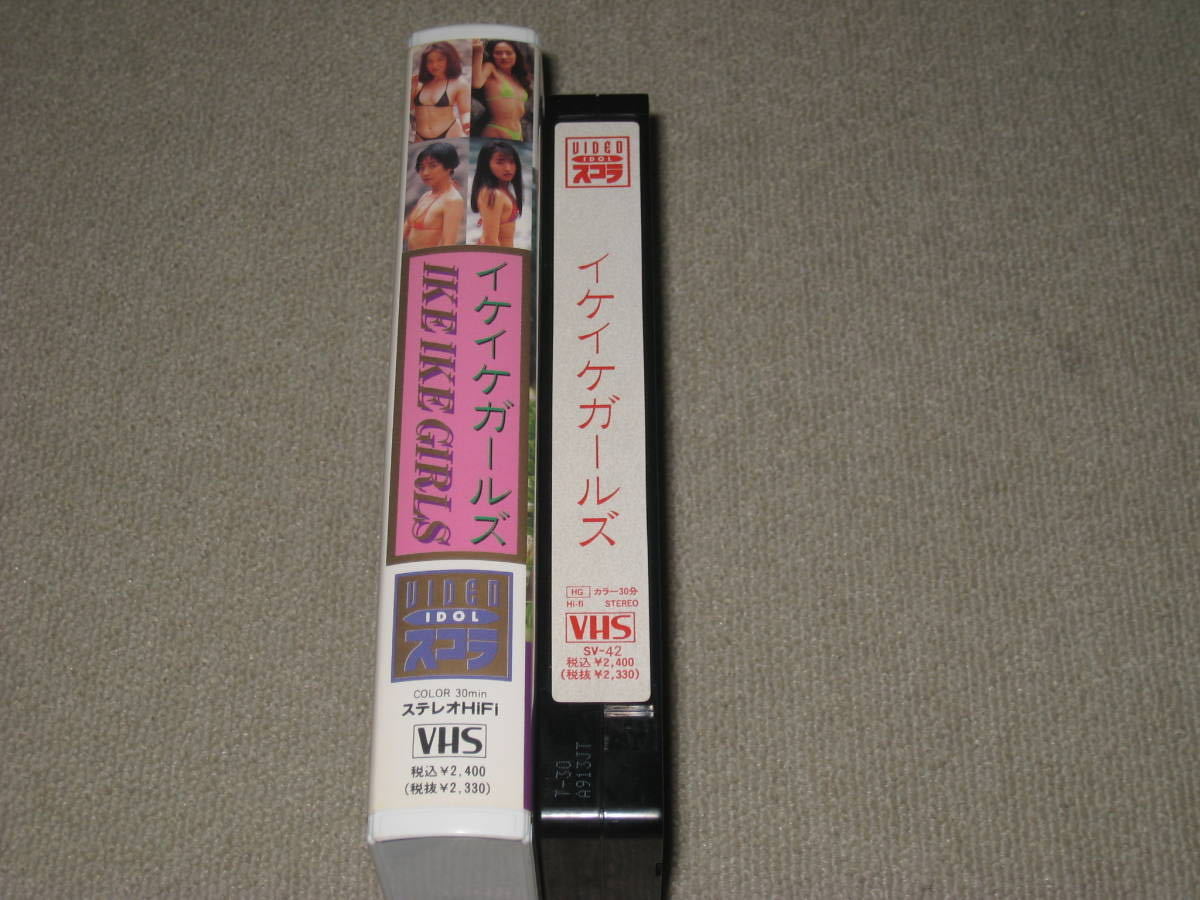 イケイケガールズ
IKE IKE GIRLS
VIDEO
IDOL
スコラ
COLOR 30min
ステレオHiFi
VHS
税込¥2,400
(税抜¥2,330)
VIDEO
IDOL
スコラ
イケイケガールズ
HG カラー30分
Hi-fi STEREO
VHS
SV-42
税込¥2,400
(税抜¥2,330)
T-30
A913JT